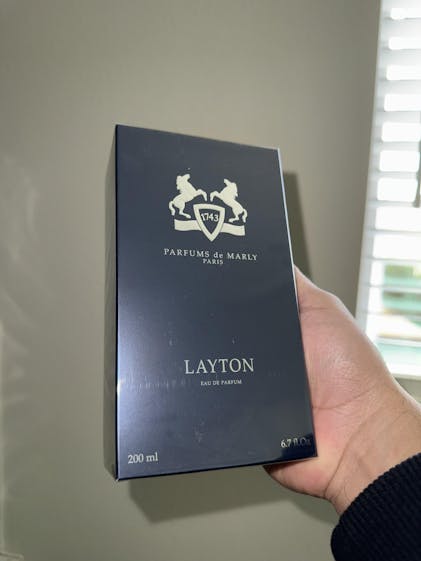 1743
PARFUMS de MARLY
PARIS
LAYTON
EAU DE PARFUM
200 ml
6.7 fl.Oz